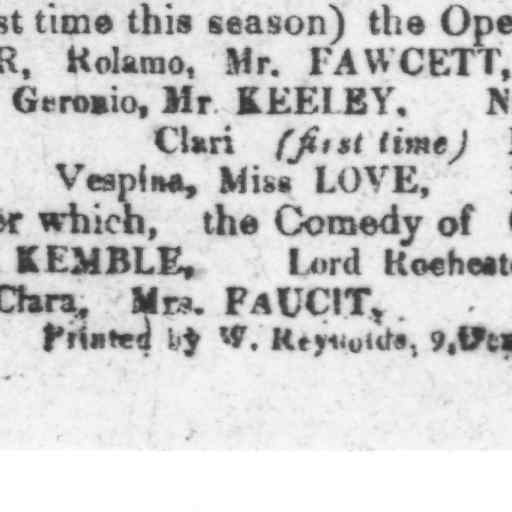 st time this season) the Ope
R, Rolamo, Mr. FAWCETT,
Geronio, Mr. KEELEY. N
Clari (first time)
Vespina, Miss LOVE,
er which, the Comedy of
KEMBLE, Lord Rochest
Clara, Mrs. FAUCIT,
Printed by W. Reynolds, 9,